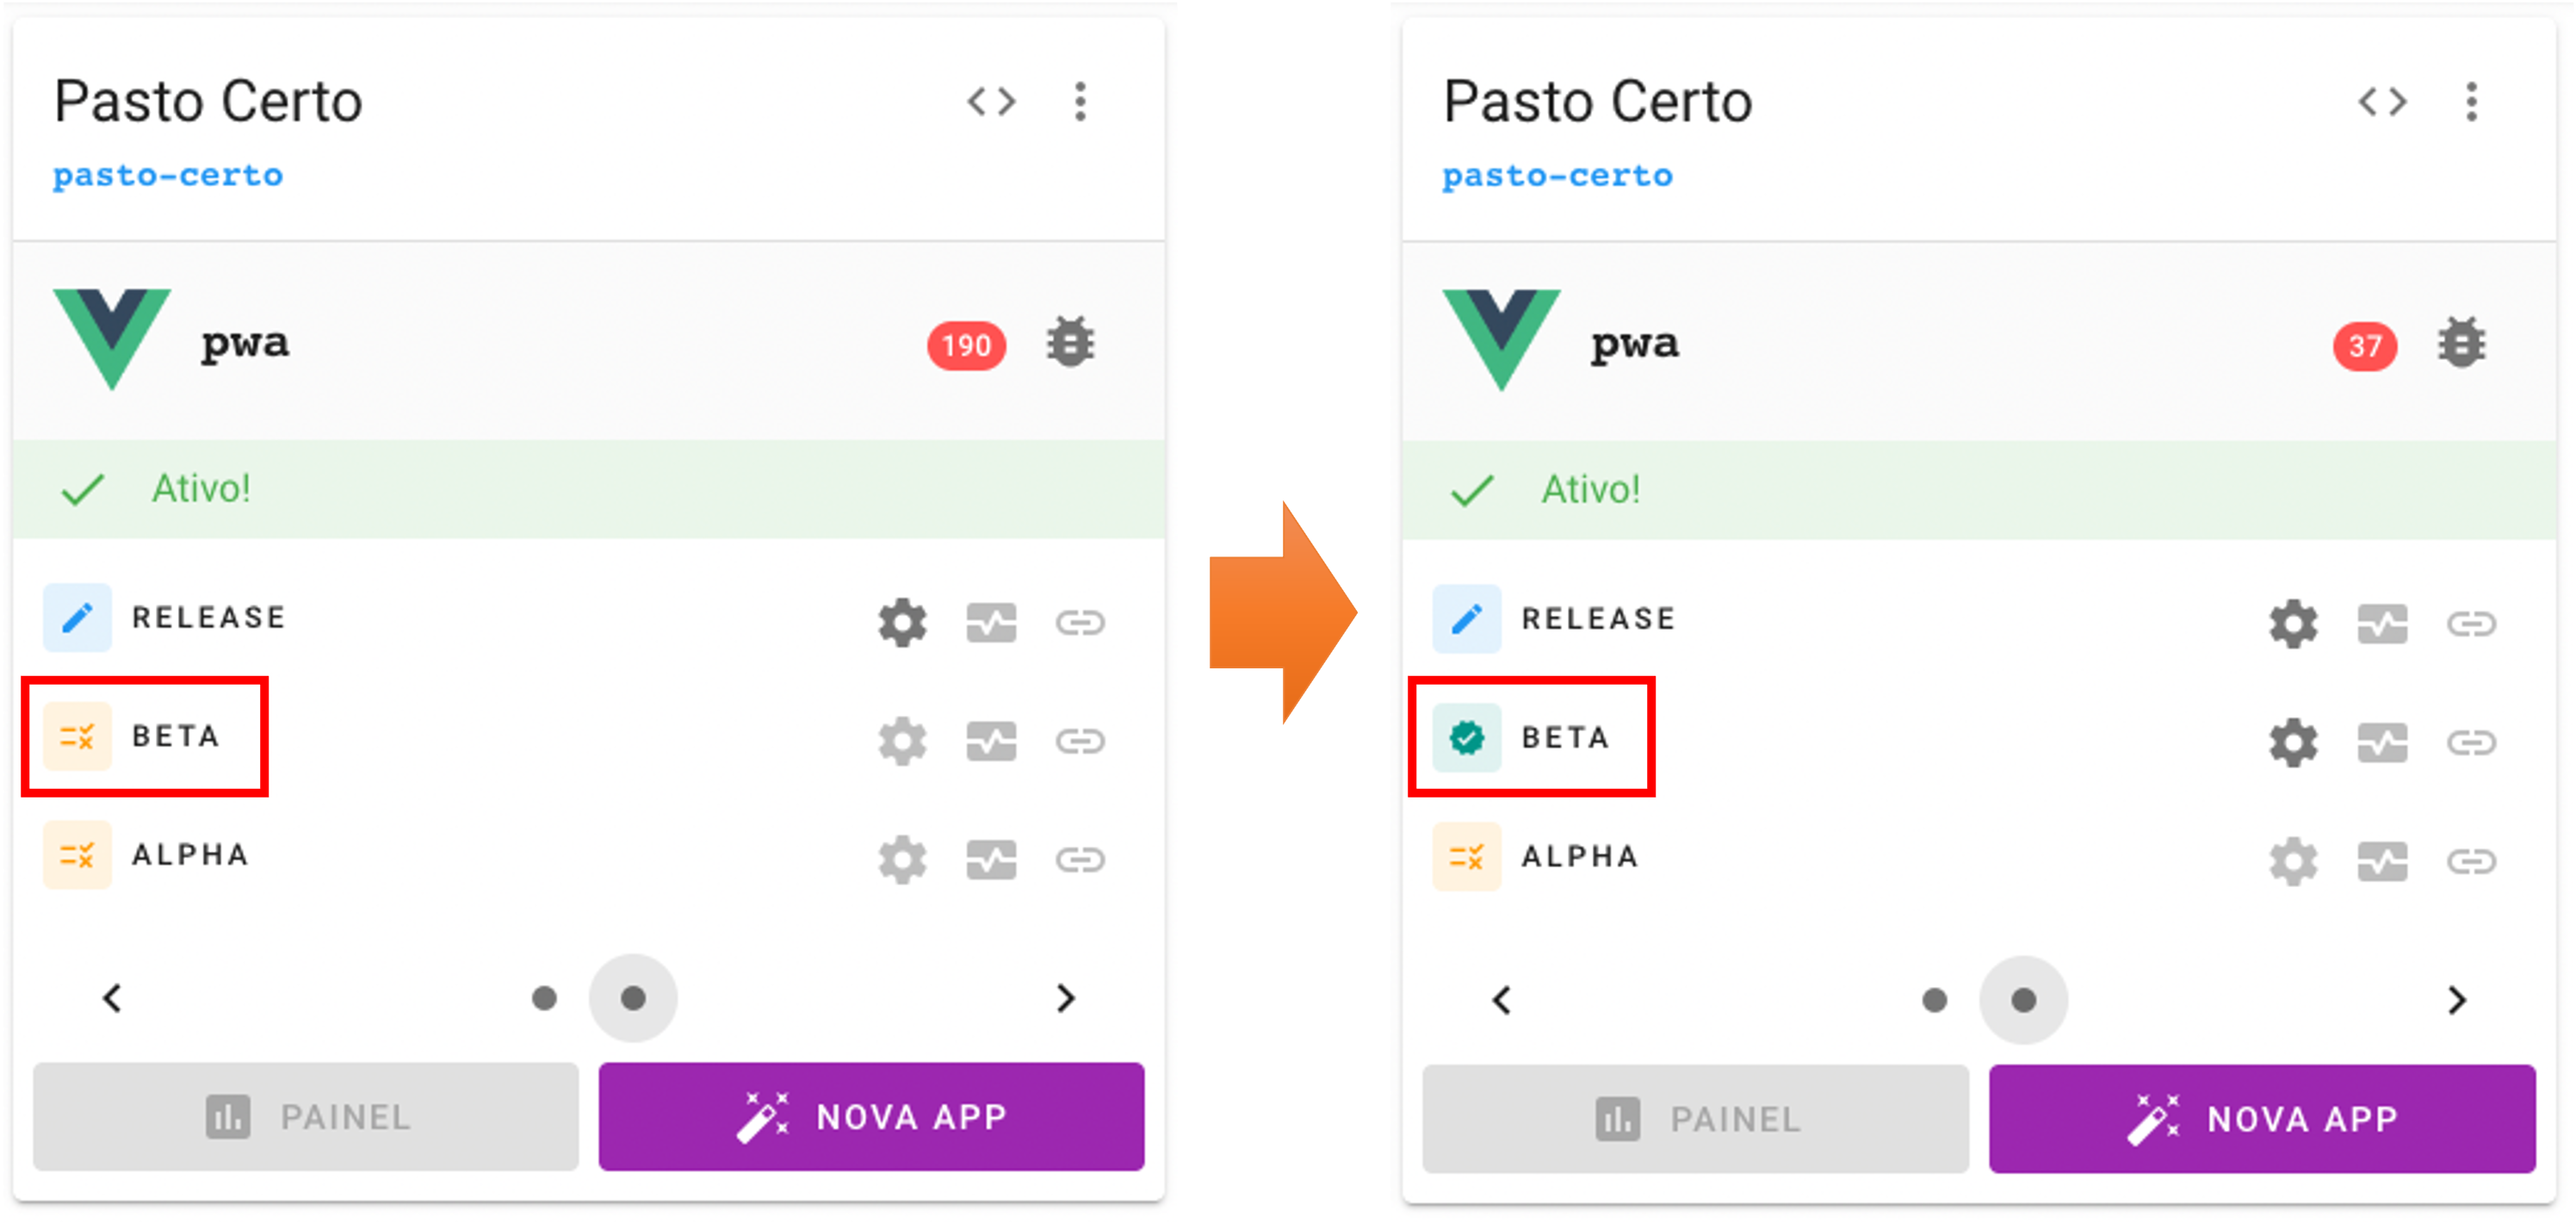 Pasto Certo
pasto-certo
pwa
190
Ativo!
RELEASE
BETA
ALPHA
PAINEL
NOVA APP
Pasto Certo
pasto-certo
pwa
37
Ativo!
RELEASE
BETA
ALPHA
PAINEL
NOVA APP